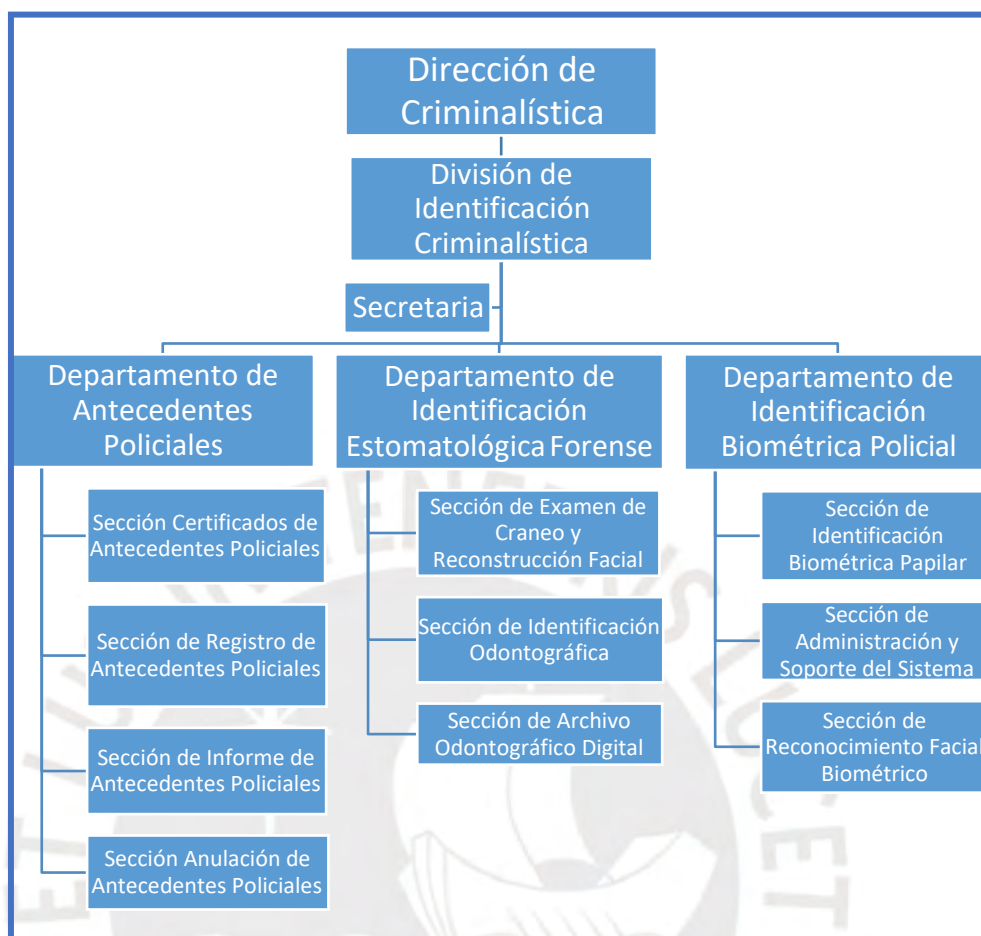 Dirección de
Criminalística
División de
Identificación
Criminalística
Secretaria
Departamento de
Antecedentes
Policiales
Sección Certificados de
Antecedentes Policiales
Sección de Registro de
Antecedentes Policiales
Sección de Informe de
Antecedentes Policiales
Sección Anulación de
Antecedentes Policiales
Departamento de
Identificación
Estomatológica Forense
Sección de Examen de
Craneo y
Reconstrucción Facial
Sección de Identificación
Odontográfica
Sección de Archivo
Odontográfico Digital
Departamento de
Identificación
Biométrica Policial
Sección de
Identificación
Biométrica Papilar
Sección de
Administración y
Soporte del Sistema
Sección de
Reconocimiento Facial
Biométrico